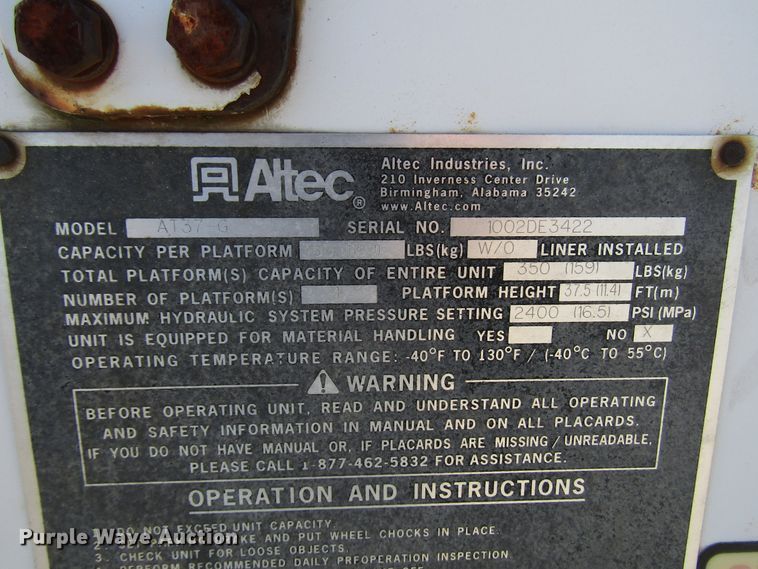 Altec®
Altec Industries, Inc.
210 Inverness Center Drive
Birmingham, Alabama 35242
www.Altec.com
MODEL AT37-G SERIAL NO. 1002DE3422
CAPACITY PER PLATFORM LBS(kg) W/O LINER INSTALLED
TOTAL PLATFORM(S) CAPACITY OF ENTIRE UNIT 350 (159) LBS(kg)
NUMBER OF PLATFORM(S) 1 PLATFORM HEIGHT 37.5 (11.4) FT(m)
MAXIMUM HYDRAULIC SYSTEM PRESSURE SETTING 2400 (16.5) PSI (MPa)
UNIT IS EQUIPPED FOR MATERIAL HANDLING YES NO X
OPERATING TEMPERATURE RANGE: -40°F TO 130°F / (-40°C TO 55°C)
WARNING
BEFORE OPERATING UNIT, READ AND UNDERSTAND ALL OPERATING
AND SAFETY INFORMATION IN MANUAL AND ON ALL PLACARDS.
IF YOU DO NOT HAVE MANUAL OR, IF PLACARDS ARE MISSING / UNREADABLE,
PLEASE CALL 1-877-462-5832 FOR ASSISTANCE.
OPERATION AND INSTRUCTIONS
1. DO NOT EXCEED UNIT CAPACITY.
2. AND PUT WHEEL CHOCKS IN PLACE.
3. CHECK UNIT FOR LOOSE OBJECTS.
4. PERFORM RECOMMENDED DAILY PREOPERATION INSPECTION.
Purple Wave Auction